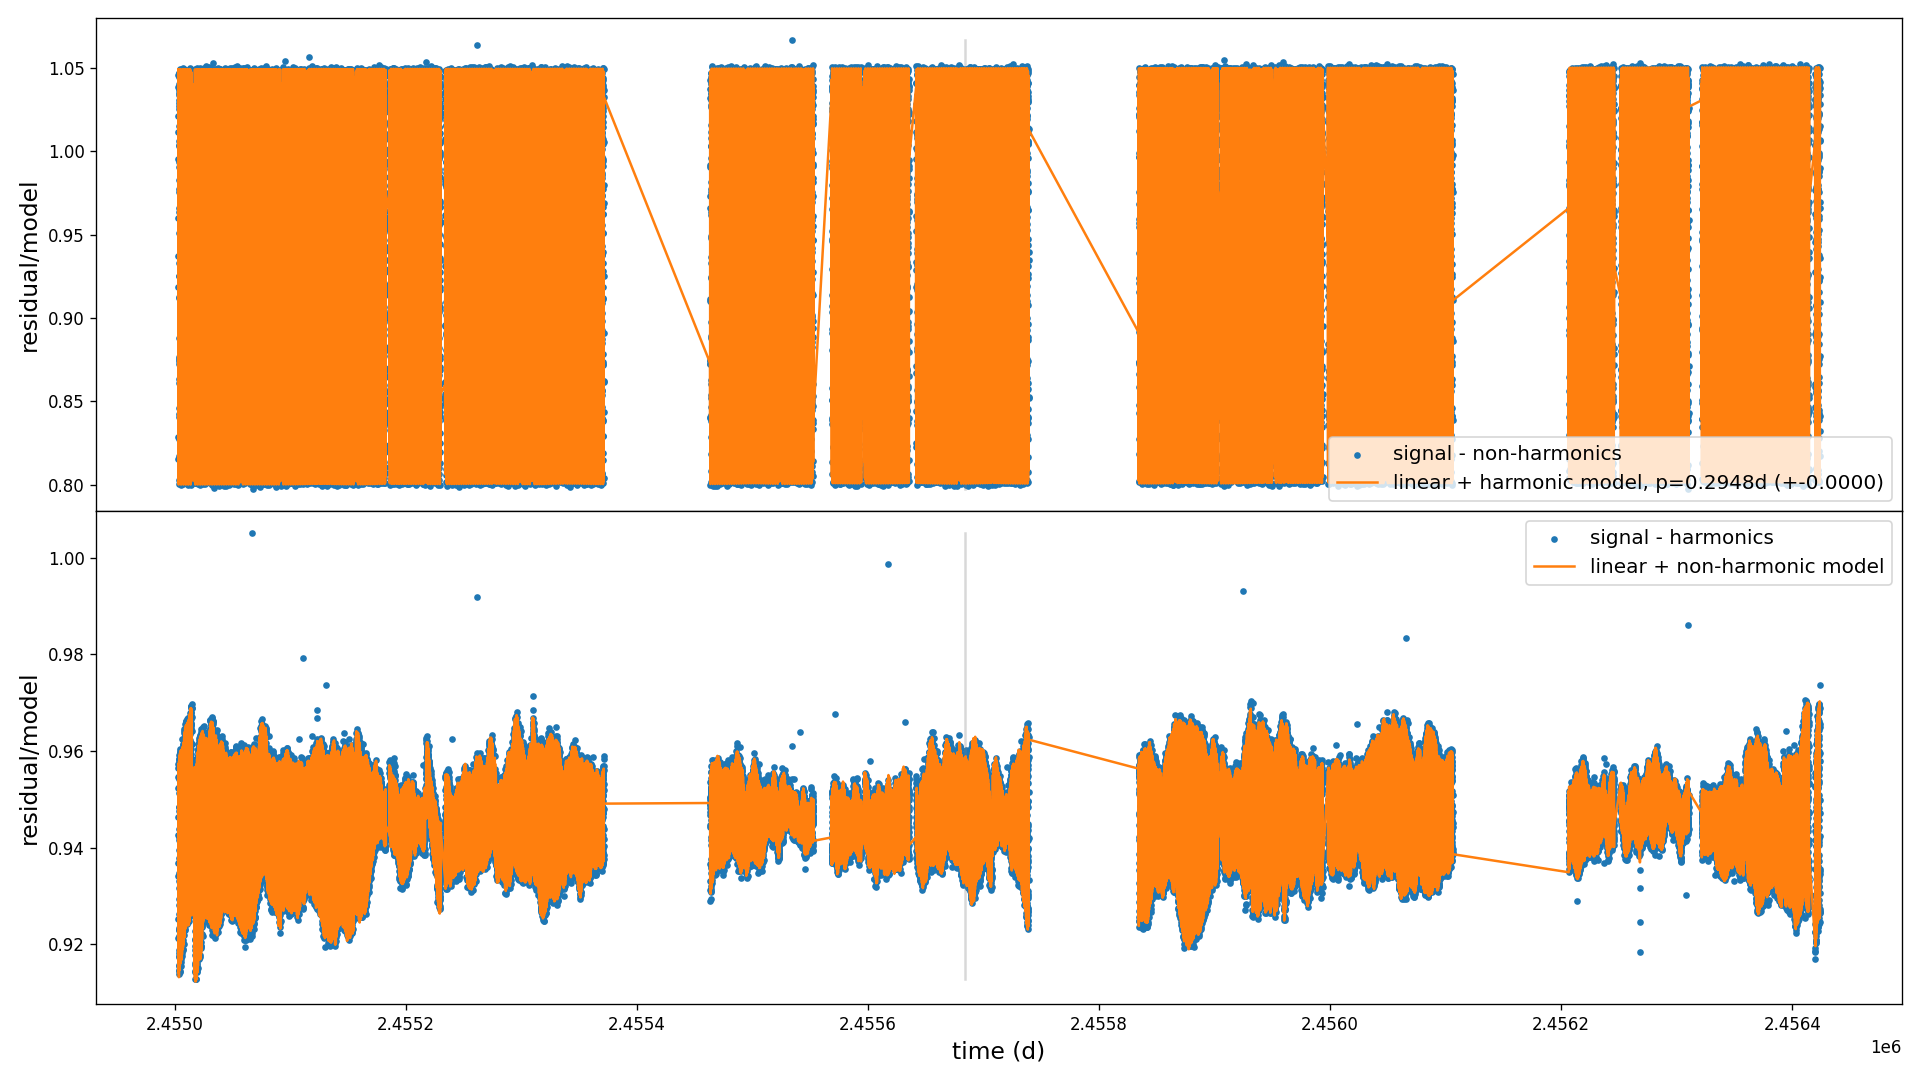 1.05
1.00
0.95
0.90
0.85
0.80
residual/model
signal - non-harmonics
linear + harmonic model, p=0.2948d (+-0.0000)
signal - harmonics
linear + non-harmonic model
1.00
0.98
0.96
0.94
0.92
residual/model
2.4550 2.4552 2.4554 2.4556 2.4558 2.4560 2.4562 2.4564
1e6
time (d)